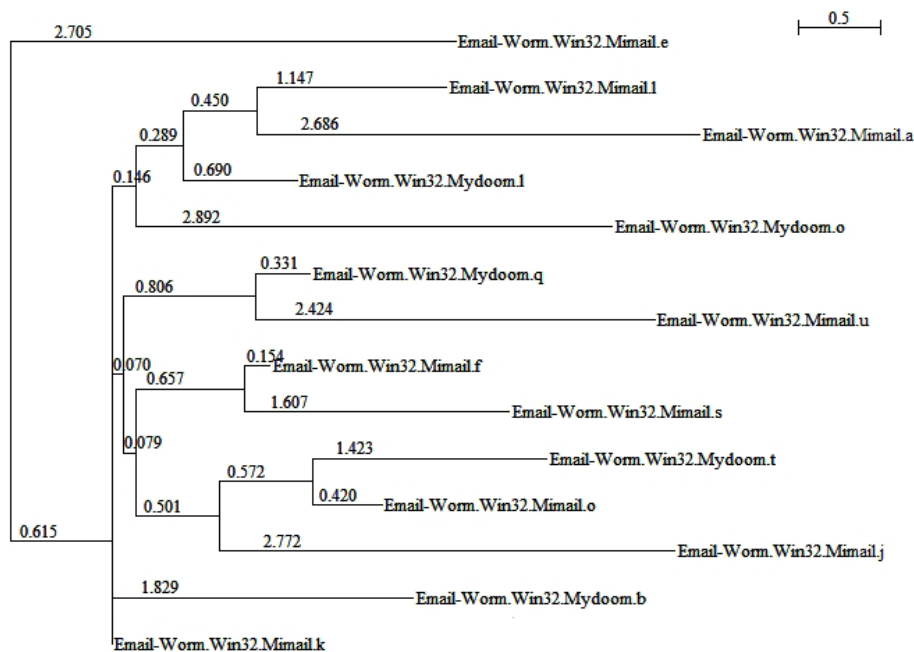 0.5
2.705
Email-Worm.Win32.Mimail.e
1.147
Email-Worm.Win32.Mimail.l
0.450
2.686
Email-Worm.Win32.Mimail.a
0.289
0.690
Email-Worm.Win32.Mydoom.l
0.146
2.892
Email-Worm.Win32.Mydoom.o
0.331
Email-Worm.Win32.Mydoom.q
0.806
2.424
Email-Worm.Win32.Mimail.u
0.154
Email-Worm.Win32.Mimail.f
0.070
0.657
1.607
Email-Worm.Win32.Mimail.s
0.079
1.423
Email-Worm.Win32.Mydoom.t
0.572
0.420
Email-Worm.Win32.Mimail.o
0.501
2.772
Email-Worm.Win32.Mimail.j
0.615
1.829
Email-Worm.Win32.Mydoom.b
Email-Worm.Win32.Mimail.k